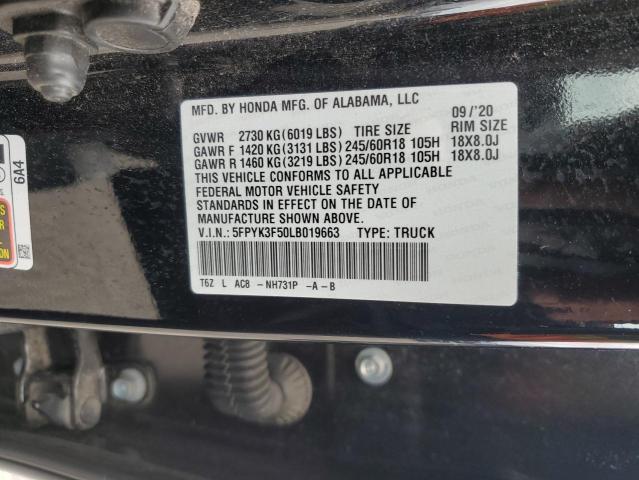 MFD. BY HONDA MFG. OF ALABAMA, LLC
09/'20
GVWR 2730 KG (6019 LBS) TIRE SIZE RIM SIZE
GAWR F 1420 KG (3131 LBS) 245/60R18 105H 18X8.0J
GAWR R 1460 KG (3219 LBS) 245/60R18 105H 18X8.0J
THIS VEHICLE CONFORMS TO ALL APPLICABLE
FEDERAL MOTOR VEHICLE SAFETY
STANDARDS IN EFFECT ON THE DATE OF
MANUFACTURE SHOWN ABOVE.
V.I.N.: 5FPYK3F50LB019663 TYPE: TRUCK
T6Z L AC8 - NH731P - A - B
6A4